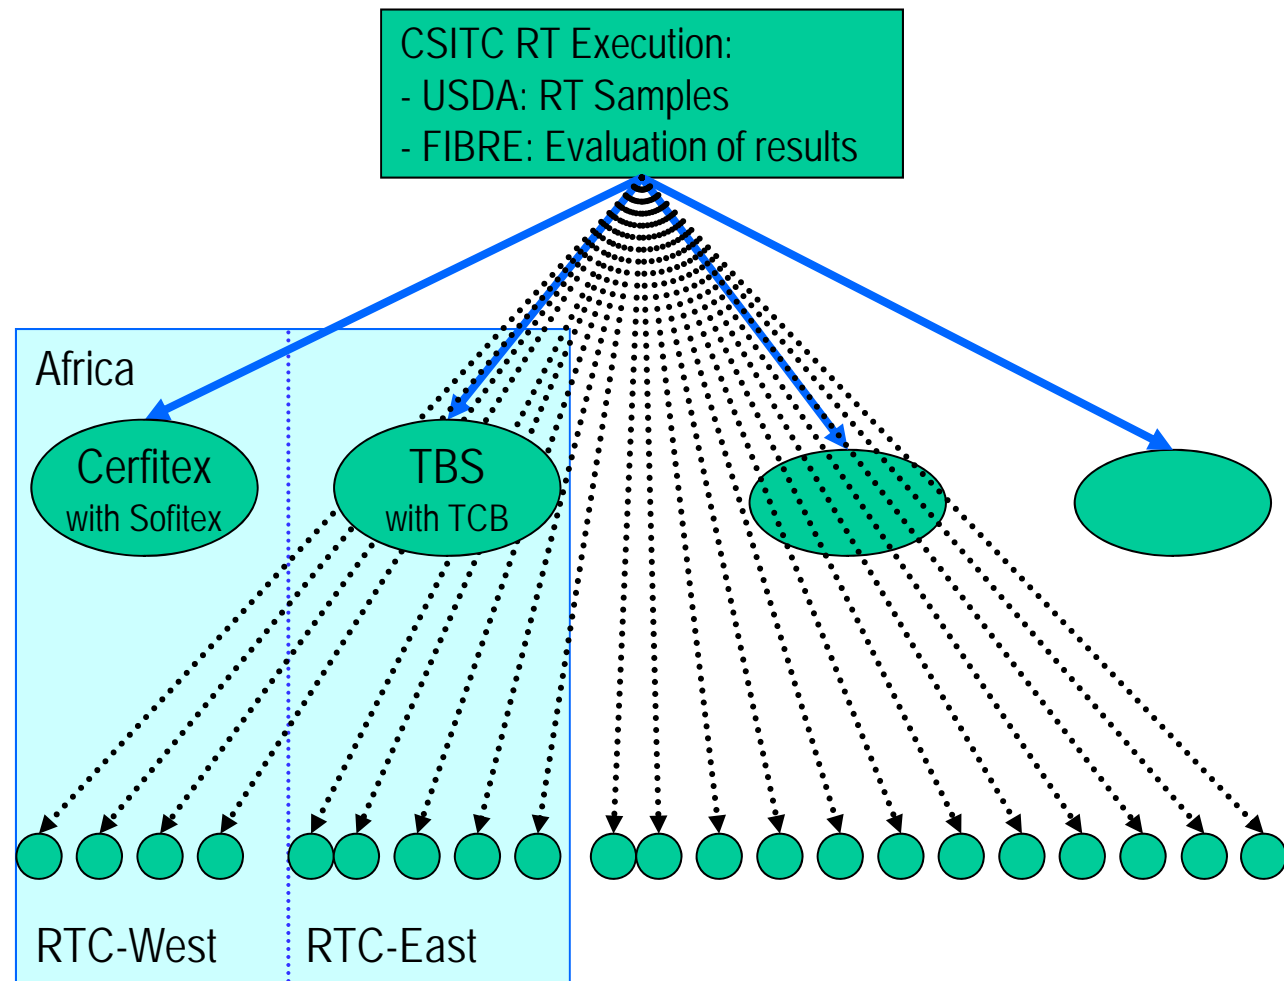 CSITC RT Execution:
- USDA: RT Samples
- FIBRE: Evaluation of results
Africa
Cerfitex
with Sofitex
TBS
with TCB
RTC-West
RTC-East